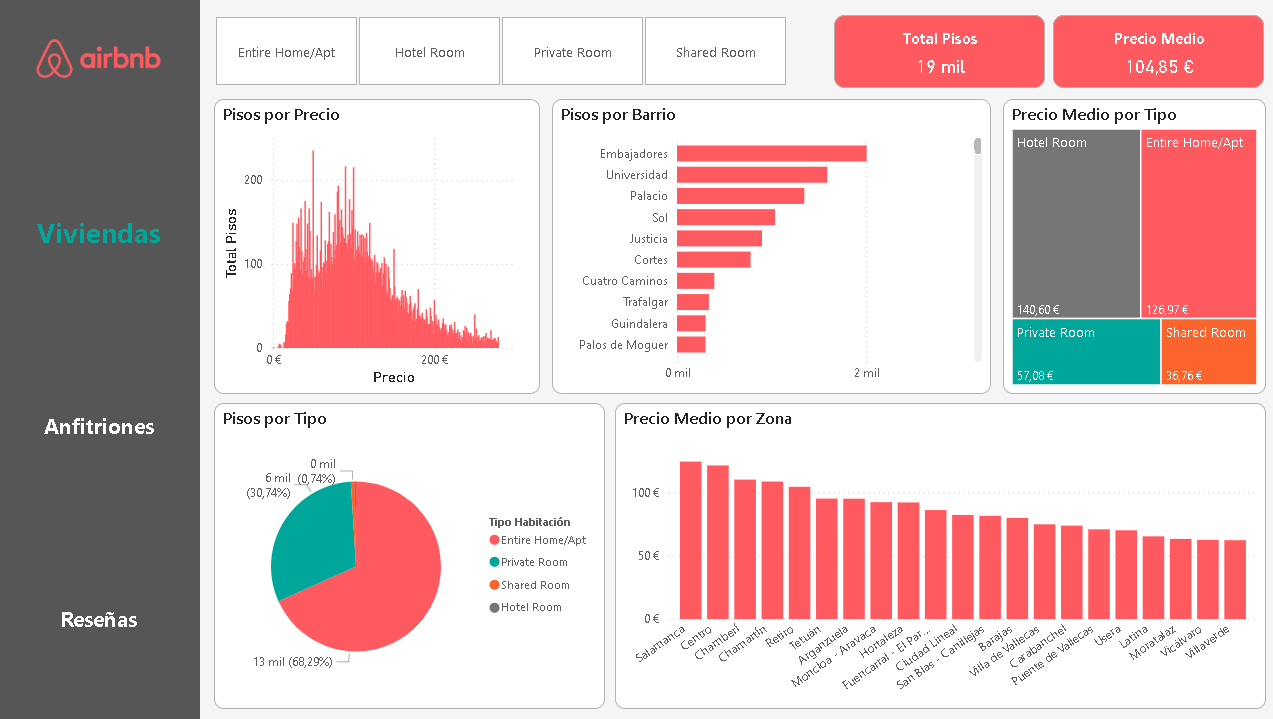 airbnb
Viviendas
Anfitriones
Reseñas
Entire Home/Apt
Hotel Room
Private Room
Shared Room
Total Pisos
19 mil
Precio Medio
104,85 €
Pisos por Precio
Total Pisos
200
100
0
0 €
200 €
Precio
Pisos por Barrio
Embajadores
Universidad
Palacio
Sol
Justicia
Cortes
Cuatro Caminos
Trafalgar
Guindalera
Palos de Moguer
0 mil
2 mil
Precio Medio por Tipo
Hotel Room
140,60 €
Entire Home/Apt
126,97 €
Private Room
57,08 €
Shared Room
36,76 €
Pisos por Tipo
0 mil
(0,74%)
6 mil
(30,74%)
13 mil (68,29%)
Tipo Habitación
Entire Home/Apt
Private Room
Shared Room
Hotel Room
Precio Medio por Zona
100 €
50 €
0 €
Salamanca
Centro
Chamberí
Chamartín
Retiro
Tetuán
Arganzuela
Moncloa - Aravaca
Hortaleza
Fuencarral - El Par...
Ciudad Lineal
San Blas - Canillejas
Barajas
Villa de Vallecas
Carabanchel
Puente de Vallecas
Usera
Latina
Moratalaz
Vicálvaro
Villaverde